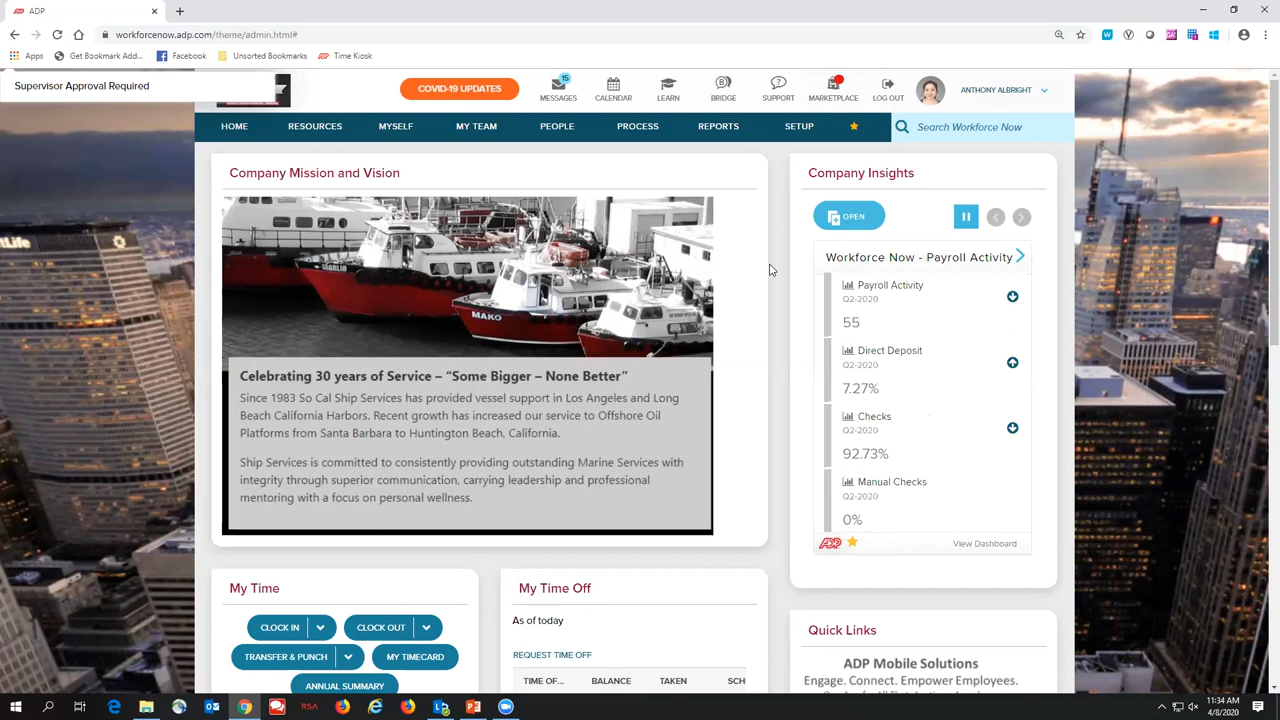 ADP
workforcenow.adp.com/theme/admin.html#
Apps
Get Bookmark Add...
Facebook
Unsorted Bookmarks
Time Kiosk
Supervisor Approval Required
COVID-19 UPDATES
15
MESSAGES
CALENDAR
LEARN
BRIDGE
SUPPORT
MARKETPLACE
LOG OUT
ANTHONY ALBRIGHT
HOME
RESOURCES
MYSELF
MY TEAM
PEOPLE
PROCESS
REPORTS
SETUP
Search Workforce Now
Company Mission and Vision
MARLIN
MAKO
Celebrating 30 years of Service – “Some Bigger – None Better”
Since 1983 So Cal Ship Services has provided vessel support in Los Angeles and Long
Beach California Harbors. Recent growth has increased our service to Offshore Oil
Platforms from Santa Barbara to Huntington Beach, California.
Ship Services is committed to consistently providing outstanding Marine Services with
integrity through superior communication, carrying leadership and professional
mentoring with a focus on personal wellness.
Company Insights
OPEN
Workforce Now - Payroll Activity
Payroll Activity
Q2-2020
55
Direct Deposit
Q2-2020
7.27%
Checks
Q2-2020
92.73%
Manual Checks
Q2-2020
0%
ADP
View Dashboard
My Time
CLOCK IN
CLOCK OUT
TRANSFER & PUNCH
MY TIMECARD
ANNUAL SUMMARY
My Time Off
As of today
REQUEST TIME OFF
TIME OF...
BALANCE
TAKEN
SCH
Quick Links
ADP Mobile Solutions
Engage. Connect. Empower Employees.
RSA
11:34 AM
4/8/2020